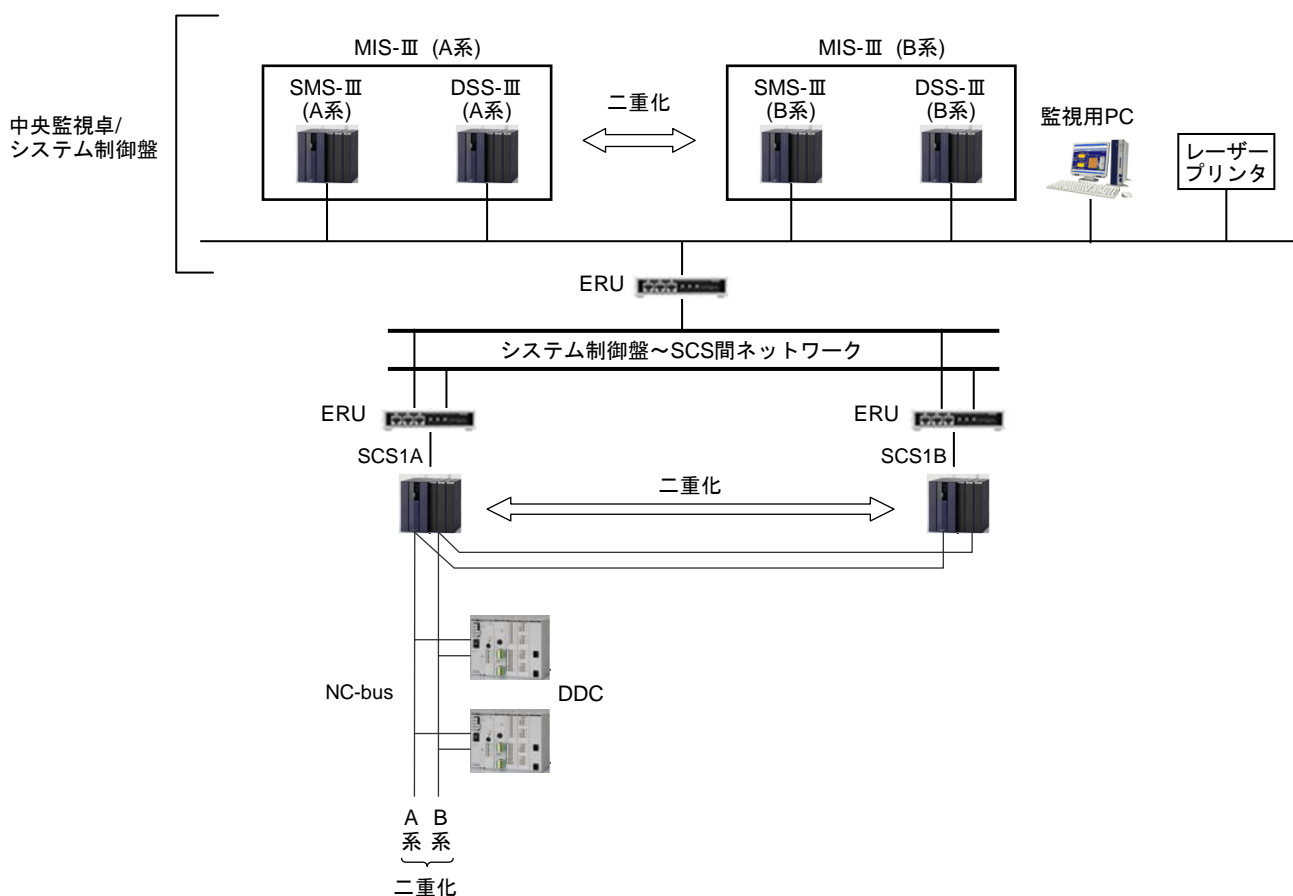 MIS-Ⅲ (A系)
MIS-Ⅲ (B系)
SMS-Ⅲ
(A系)
DSS-Ⅲ
(A系)
二重化
SMS-Ⅲ
(B系)
DSS-Ⅲ
(B系)
監視用PC
レーザー
プリンタ
中央監視卓/
システム制御盤
ERU
システム制御盤～SCS間ネットワーク
ERU
ERU
SCS1A
SCS1B
二重化
NC-bus
DDC
A
系
B
系
二重化